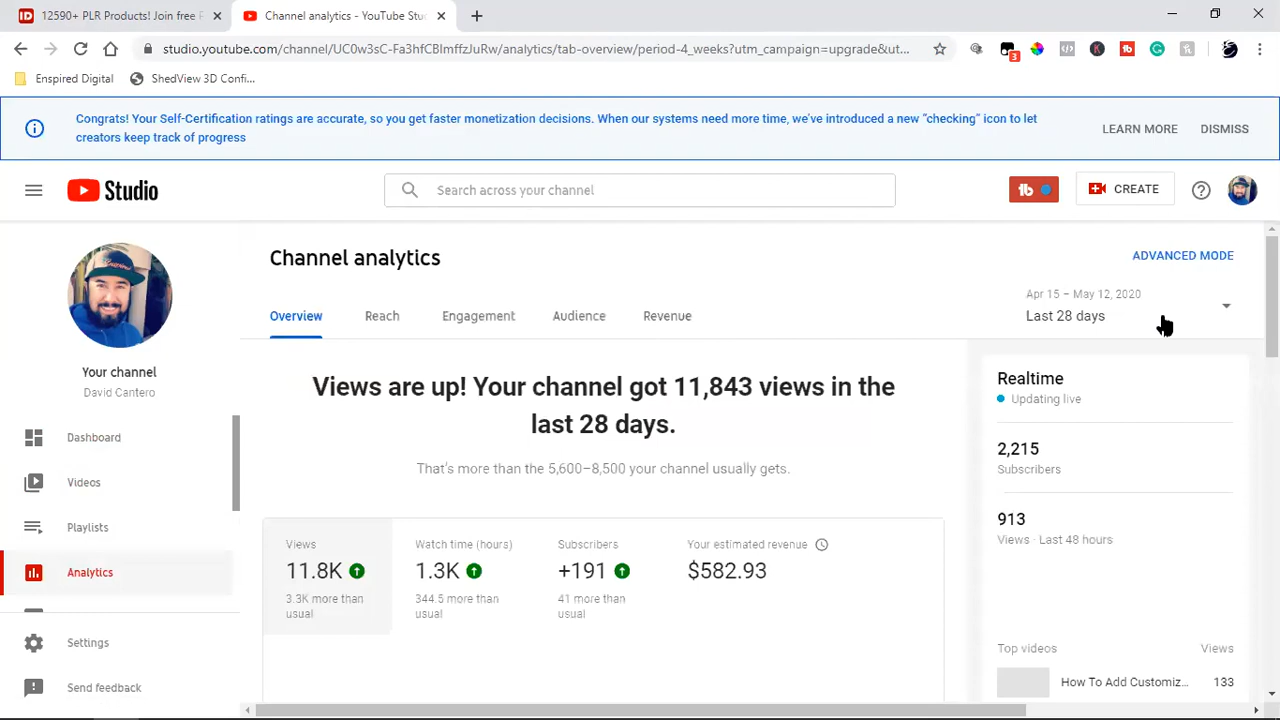 12590+ PLR Products! Join free F
Channel analytics - YouTube Stu
studio.youtube.com/channel/UC0w3sC-Fa3hfCBlmffzJuRw/analytics/tab-overview/period-4_weeks?utm_campaign=upgrade&ut...
3
Enspired Digital
ShedView 3D Confi...
Congrats! Your Self-Certification ratings are accurate, so you get faster monetization decisions. When our systems need more time, we've introduced a new "checking" icon to let
creators keep track of progress
LEARN MORE
DISMISS
Studio
Search across your channel
tb
CREATE
Channel analytics
ADVANCED MODE
Apr 15 – May 12, 2020
Last 28 days
Overview
Reach
Engagement
Audience
Revenue
Your channel
David Cantero
Dashboard
Videos
Playlists
Analytics
Settings
Send feedback
Views are up! Your channel got 11,843 views in the
last 28 days.
That's more than the 5,600–8,500 your channel usually gets.
Views
11.8K
3.3K more than
usual
Watch time (hours)
1.3K
344.5 more than
usual
Subscribers
+191
41 more than
usual
Your estimated revenue
$582.93
Realtime
Updating live
2,215
Subscribers
913
Views · Last 48 hours
Top videos
Views
How To Add Customiz...
133